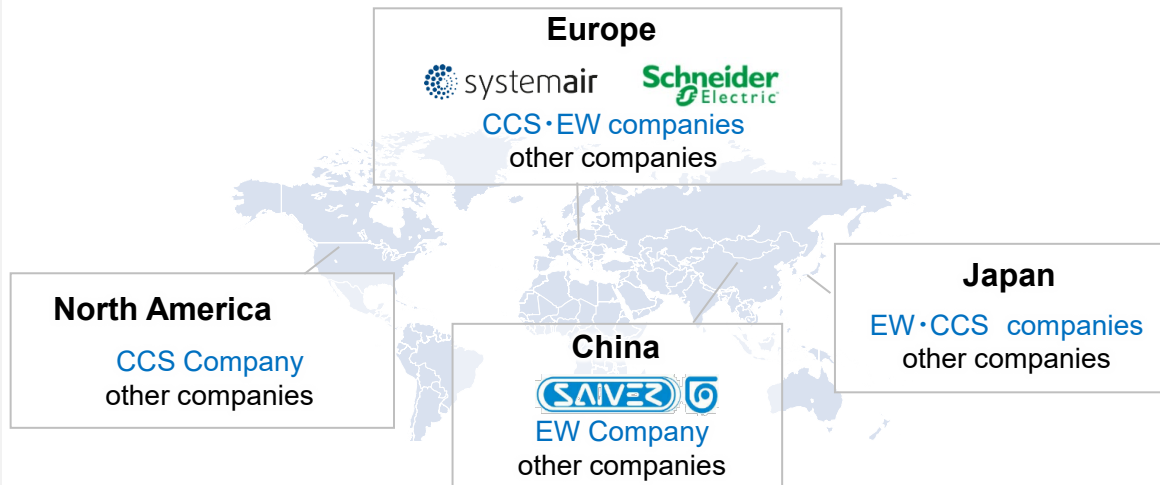 Europe
systemair Schneider Electric
CCS・EW companies
other companies
North America
CCS Company
other companies
China
SAIVER
EW Company
other companies
Japan
EW・CCS companies
other companies